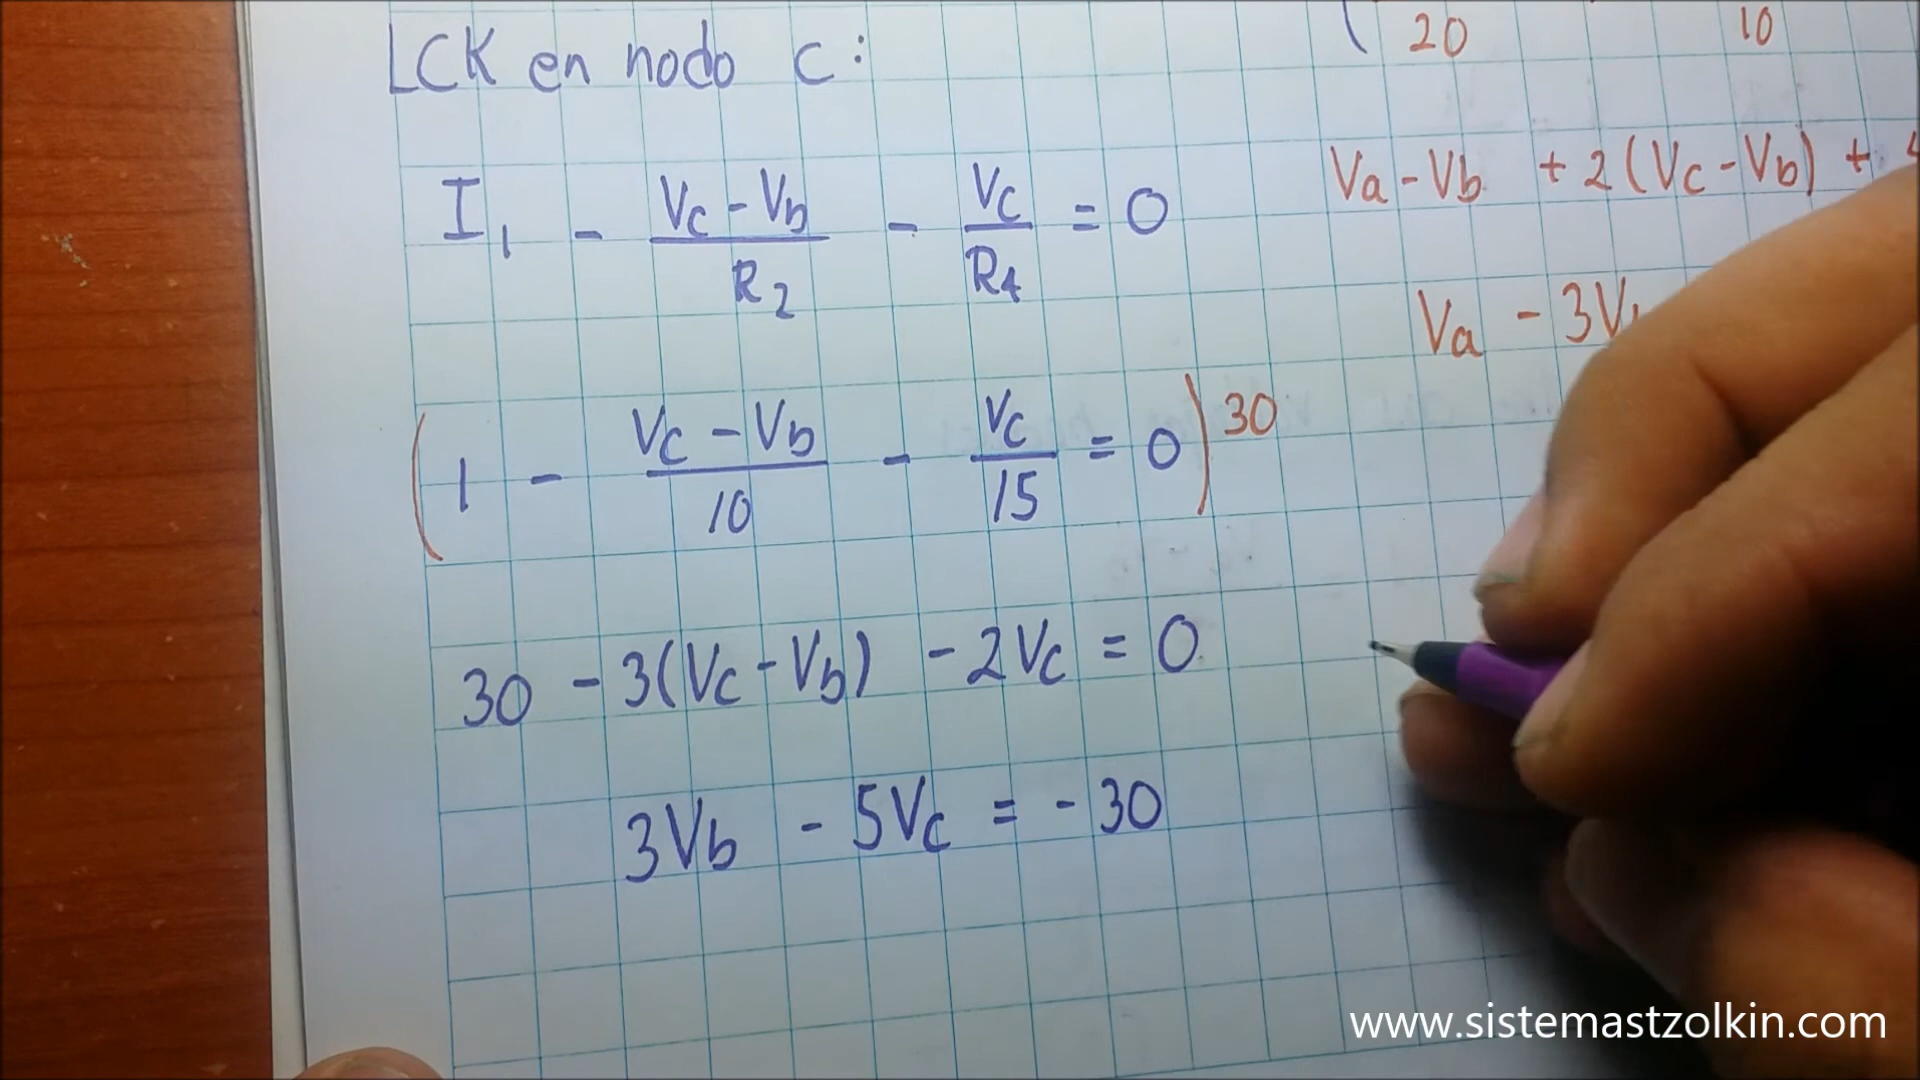 LCK en nodo c:
I₁ - (Vc - Vb)/R₂ - Vc/R₄ = 0
(1 - (Vc - Vb)/10 - Vc/15 = 0) 30
30 - 3(Vc - Vb) - 2Vc = 0
3Vb - 5Vc = -30
( 20 10
Va - Vb + 2(Vc - Vb) +
Va - 3V
www.sistemastzolkin.com